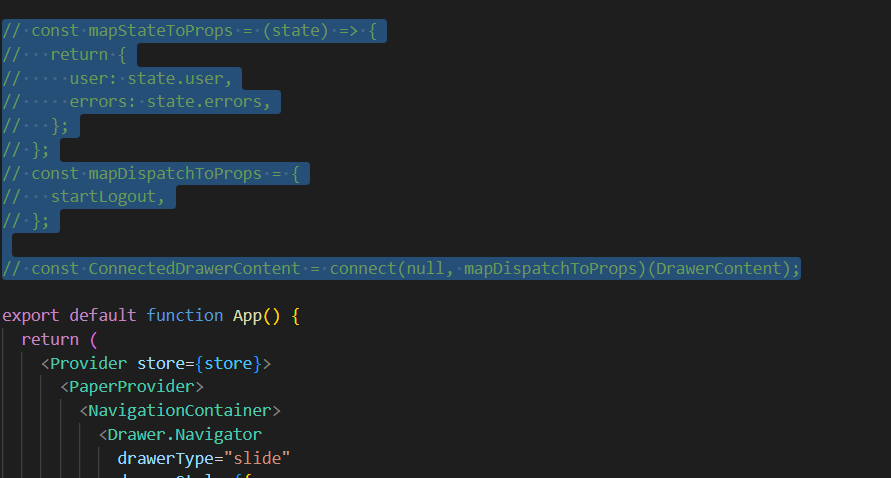 // const mapStateToProps = (state) => {
//   return {
//     user: state.user,
//     errors: state.errors,
//   };
// };
// const mapDispatchToProps = {
//   startLogout,
// };
// const ConnectedDrawerContent = connect(null, mapDispatchToProps)(DrawerContent);
export default function App() {
  return (
    <Provider store={store}>
      <PaperProvider>
        <NavigationContainer>
          <Drawer.Navigator
            drawerType="slide"